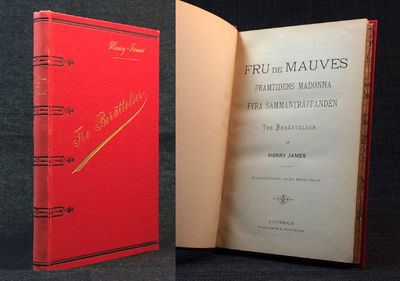 Henry James
Tre Berättelser
FRU DE MAUVES
FRAMTIDENS MADONNA
FYRA SAMMANTRÄFFANDEN
TRE BERÄTTELSER
AF
HENRY JAMES
STOCKHOLM